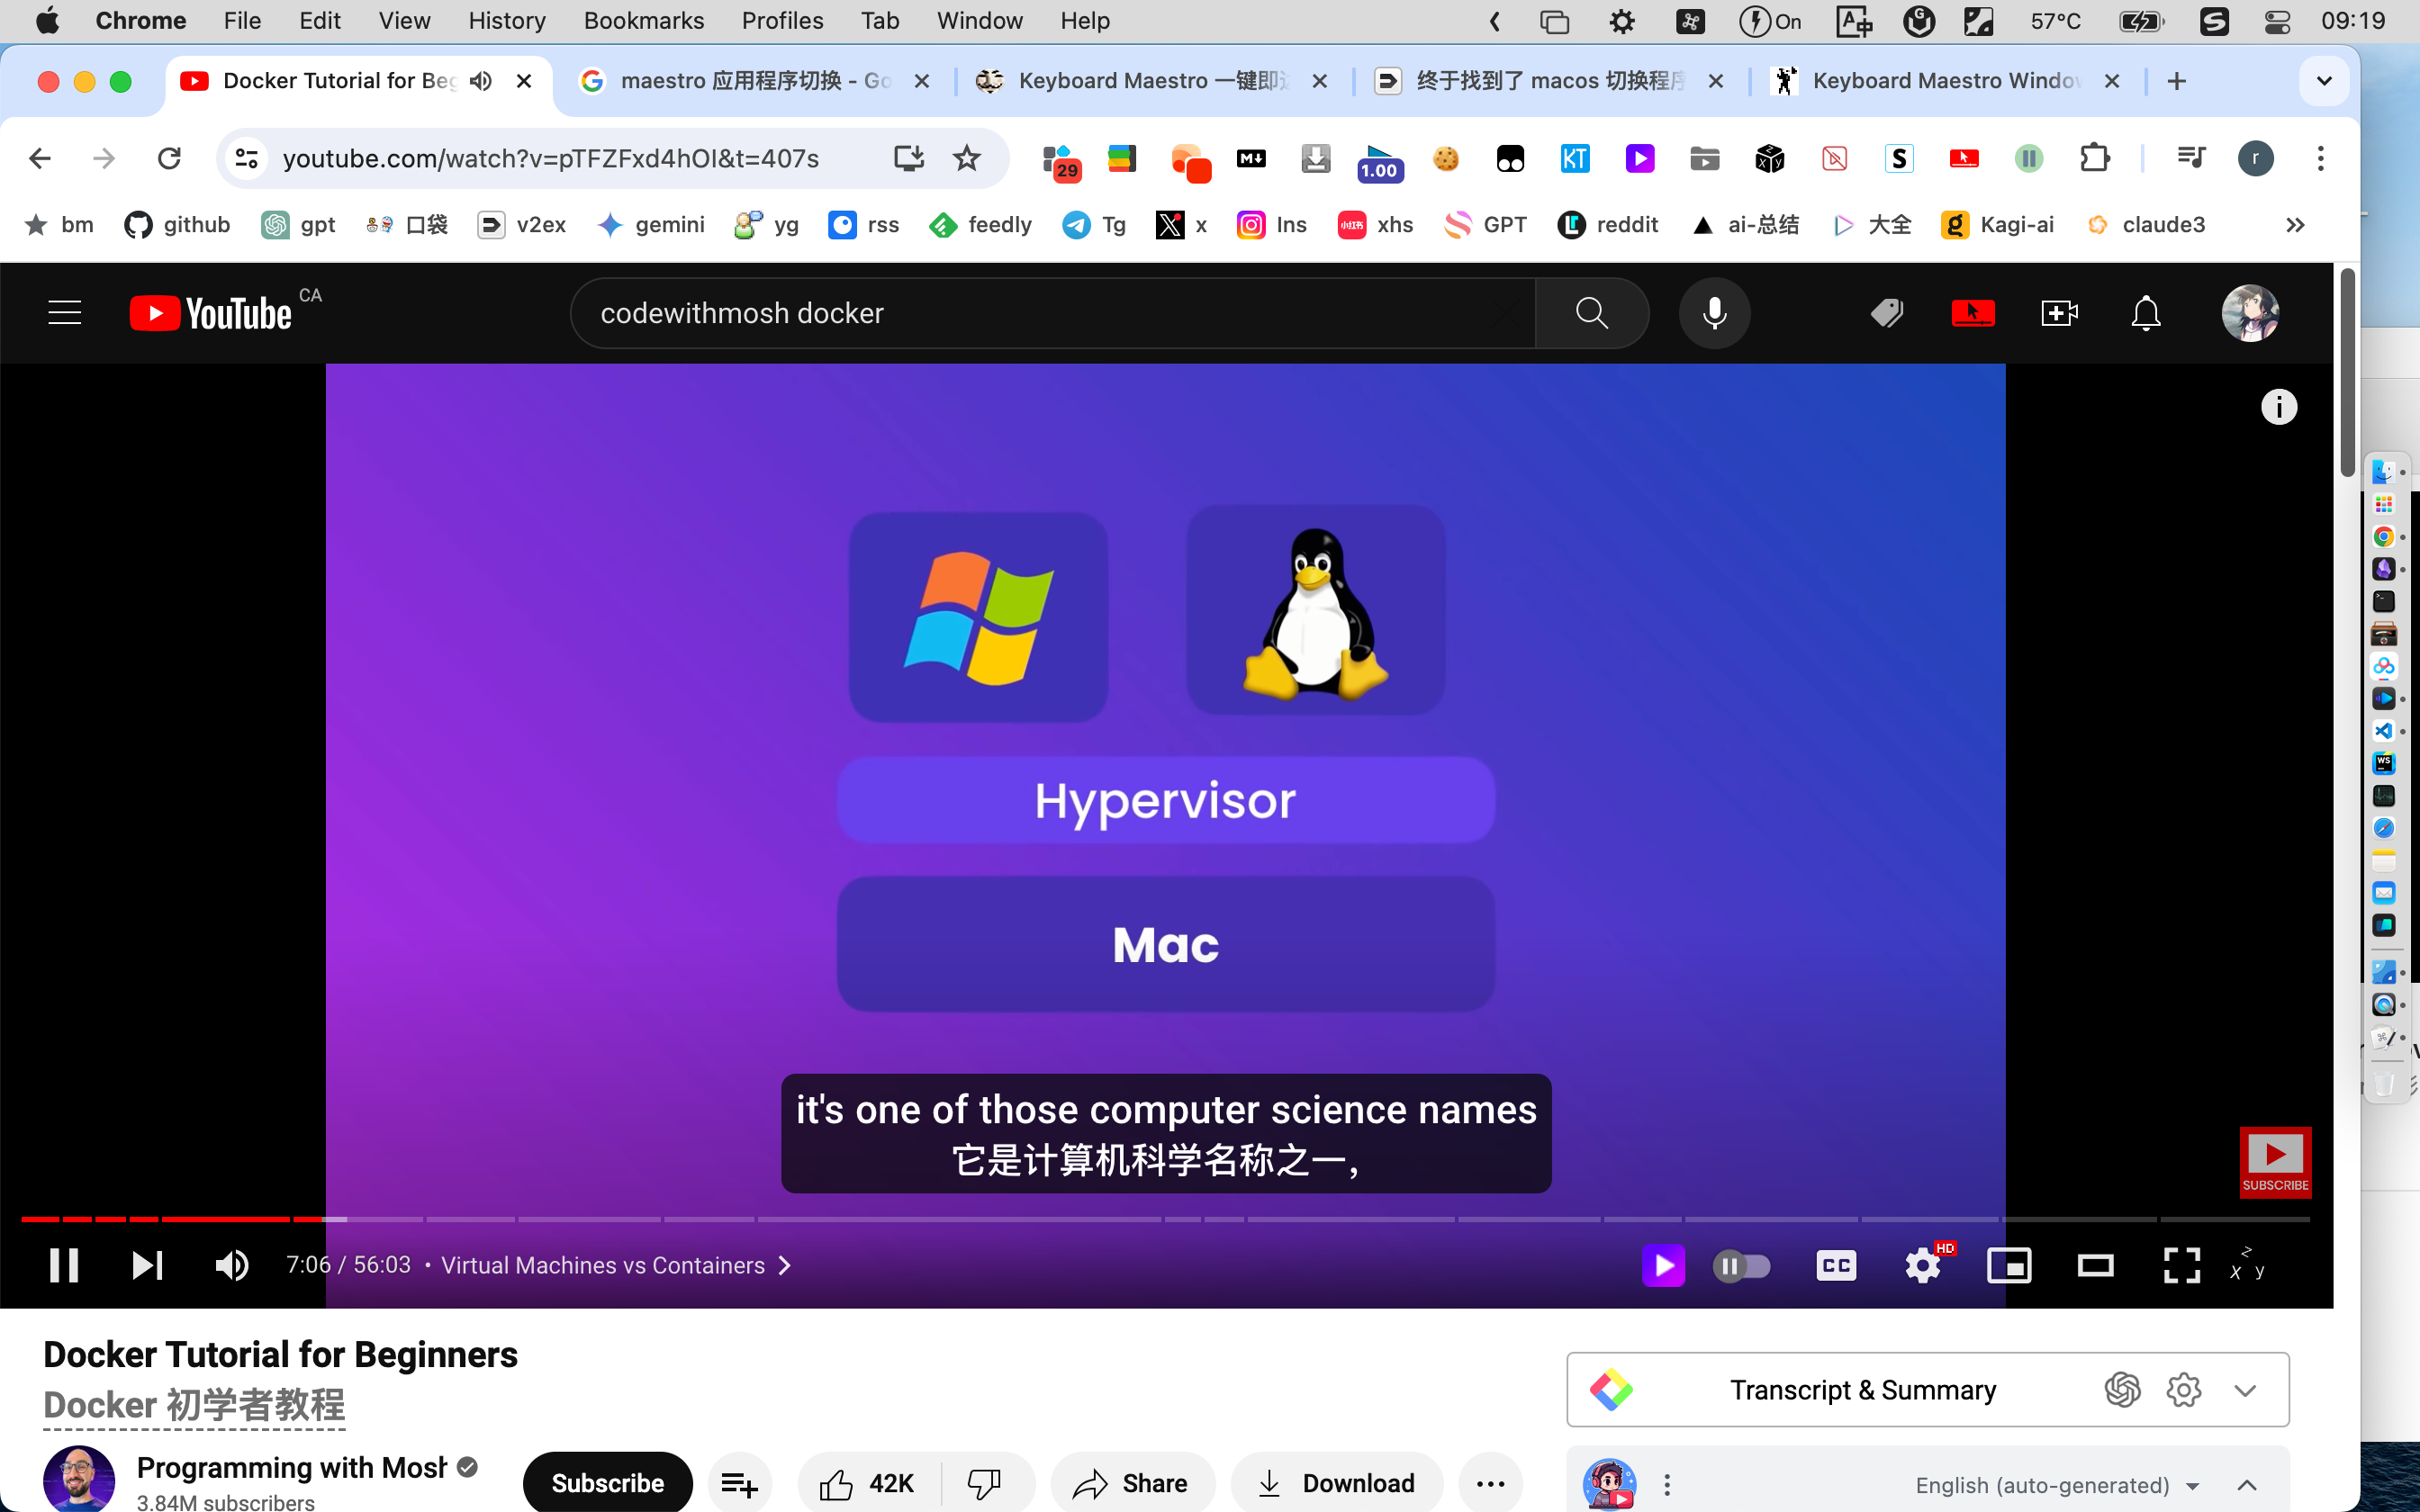 Chrome File Edit View History Bookmarks Profiles Tab Window Help On 57°C 09:19
Docker Tutorial for Beg
maestro 应用程序切换 - Go
Keyboard Maestro 一键即
终于找到了 macos 切换程
Keyboard Maestro Windo
youtube.com/watch?v=pTFZFxd4hOI&t=407s
29
1.00
KT
S
r
bm github gpt 口袋 v2ex gemini yg rss feedly Tg x Ins xhs GPT reddit ai-总结 大全 Kagi-ai claude3
YouTube CA
codewithmosh docker
Hypervisor
Mac
it's one of those computer science names
它是计算机科学名称之一，
SUBSCRIBE
7:06 / 56:03 • Virtual Machines vs Containers
CC
HD
z
x y
Docker Tutorial for Beginners
Docker 初学者教程
Transcript & Summary
Programming with Mosh
3.84M subscribers
Subscribe
42K
Share
Download
English (auto-generated)